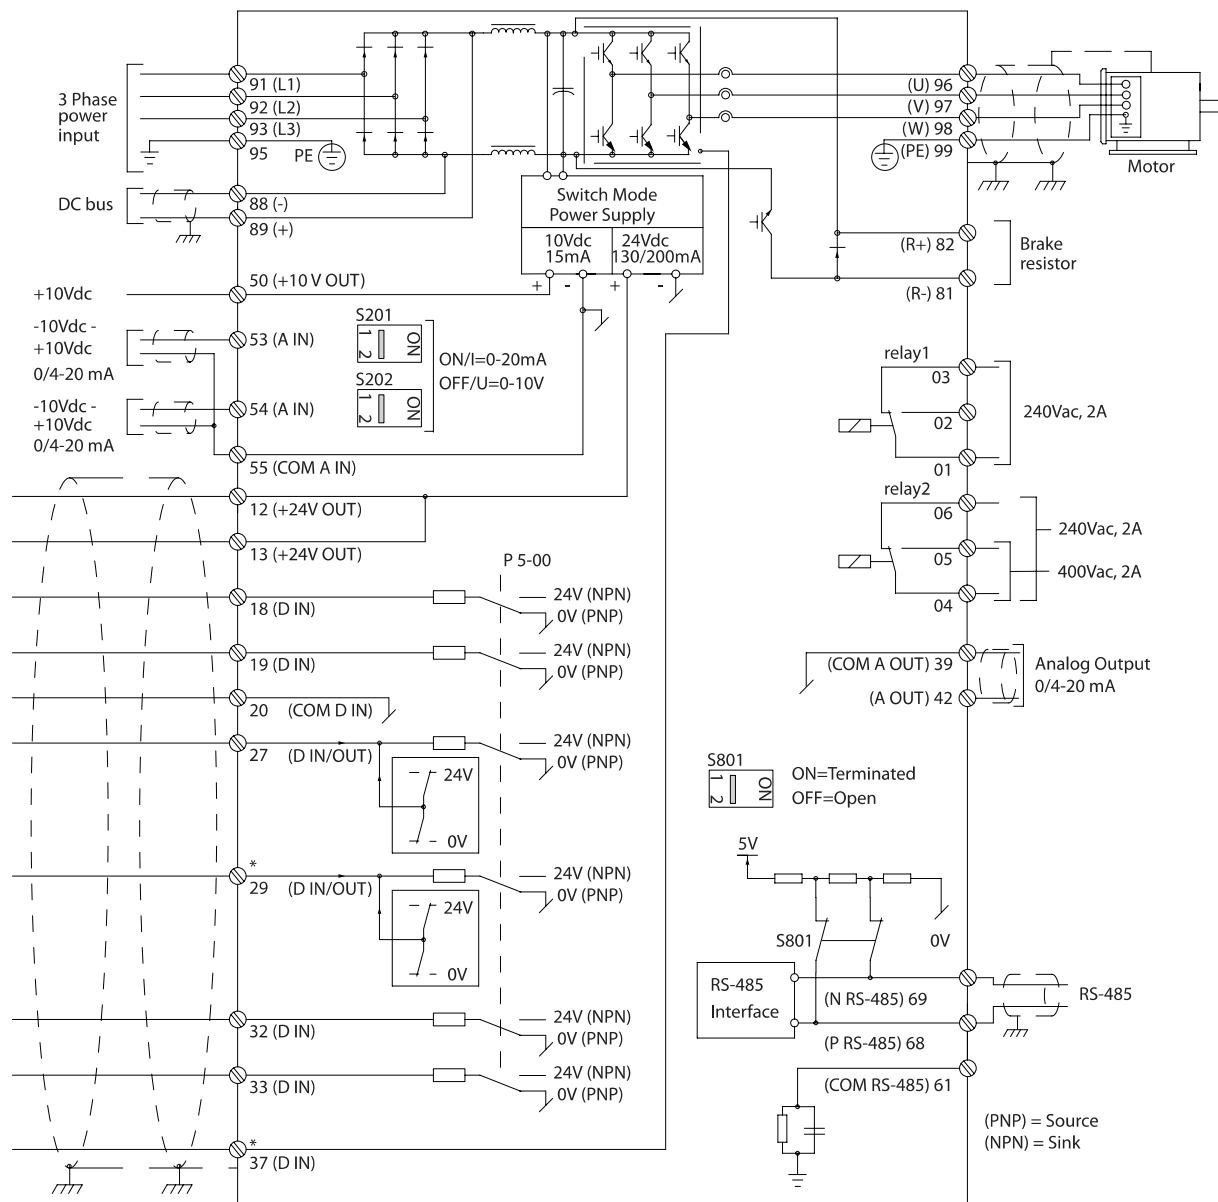 3 Phase
power
input
91 (L1)
92 (L2)
93 (L3)
95
PE
DC bus
88 (-)
89 (+)
Switch Mode
Power Supply
10Vdc
15mA
24Vdc
130/200mA
+ - + -
(U) 96
(V) 97
(W) 98
(PE) 99
Motor
(R+) 82
(R-) 81
Brake
resistor
+10Vdc
50 (+10 V OUT)
-10Vdc -
+10Vdc
0/4-20 mA
53 (A IN)
-10Vdc -
+10Vdc
0/4-20 mA
54 (A IN)
55 (COM A IN)
S201
1 2 ON
S202
1 2 ON
ON/I=0-20mA
OFF/U=0-10V
relay1
03
02
01
240Vac, 2A
relay2
06
05
04
240Vac, 2A
400Vac, 2A
12 (+24V OUT)
13 (+24V OUT)
P 5-00
18 (D IN)
24V (NPN)
0V (PNP)
19 (D IN)
24V (NPN)
0V (PNP)
20 (COM D IN)
27 (D IN/OUT)
24V (NPN)
0V (PNP)
24V
0V
*
29 (D IN/OUT)
24V (NPN)
0V (PNP)
24V
0V
32 (D IN)
24V (NPN)
0V (PNP)
33 (D IN)
24V (NPN)
0V (PNP)
*
37 (D IN)
(COM A OUT) 39
(A OUT) 42
Analog Output
0/4-20 mA
S801
1 2 ON
ON=Terminated
OFF=Open
5V
S801
0V
RS-485
Interface
(N RS-485) 69
(P RS-485) 68
RS-485
(COM RS-485) 61
(PNP) = Source
(NPN) = Sink